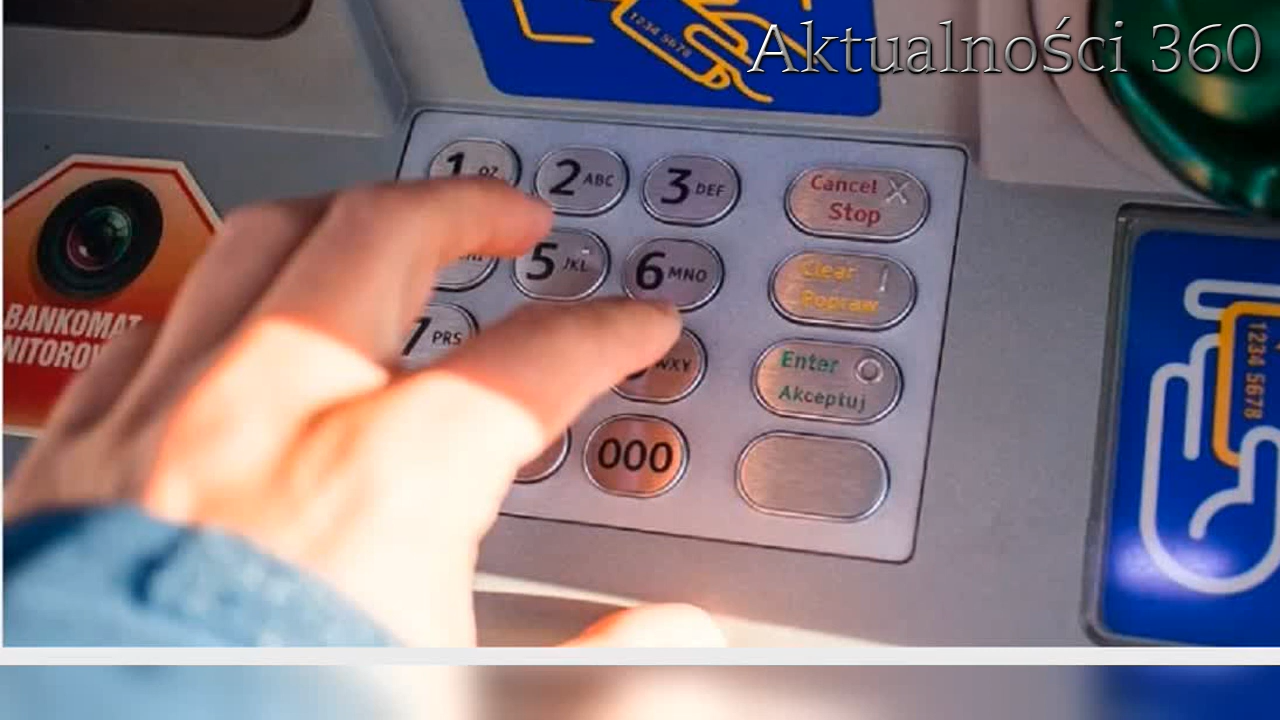 Aktualności 360
1234 5678
1 QZ
2 ABC
3 DEF
Cancel
Stop
5 JKL
6 MNO
Clear
Popraw
PRS
WXY
Enter
Akceptuj
000
BANKOMAT
1234 5678